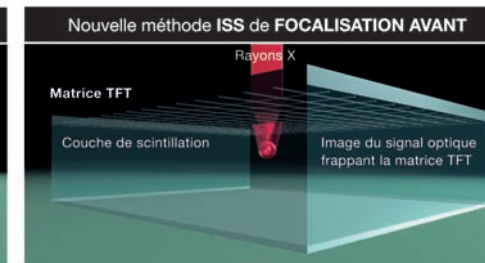 Nouvelle méthode ISS de FOCALISATION AVANT
Rayons X
Matrice TFT
Couche de scintillation
Image du signal optique
frappant la matrice TFT